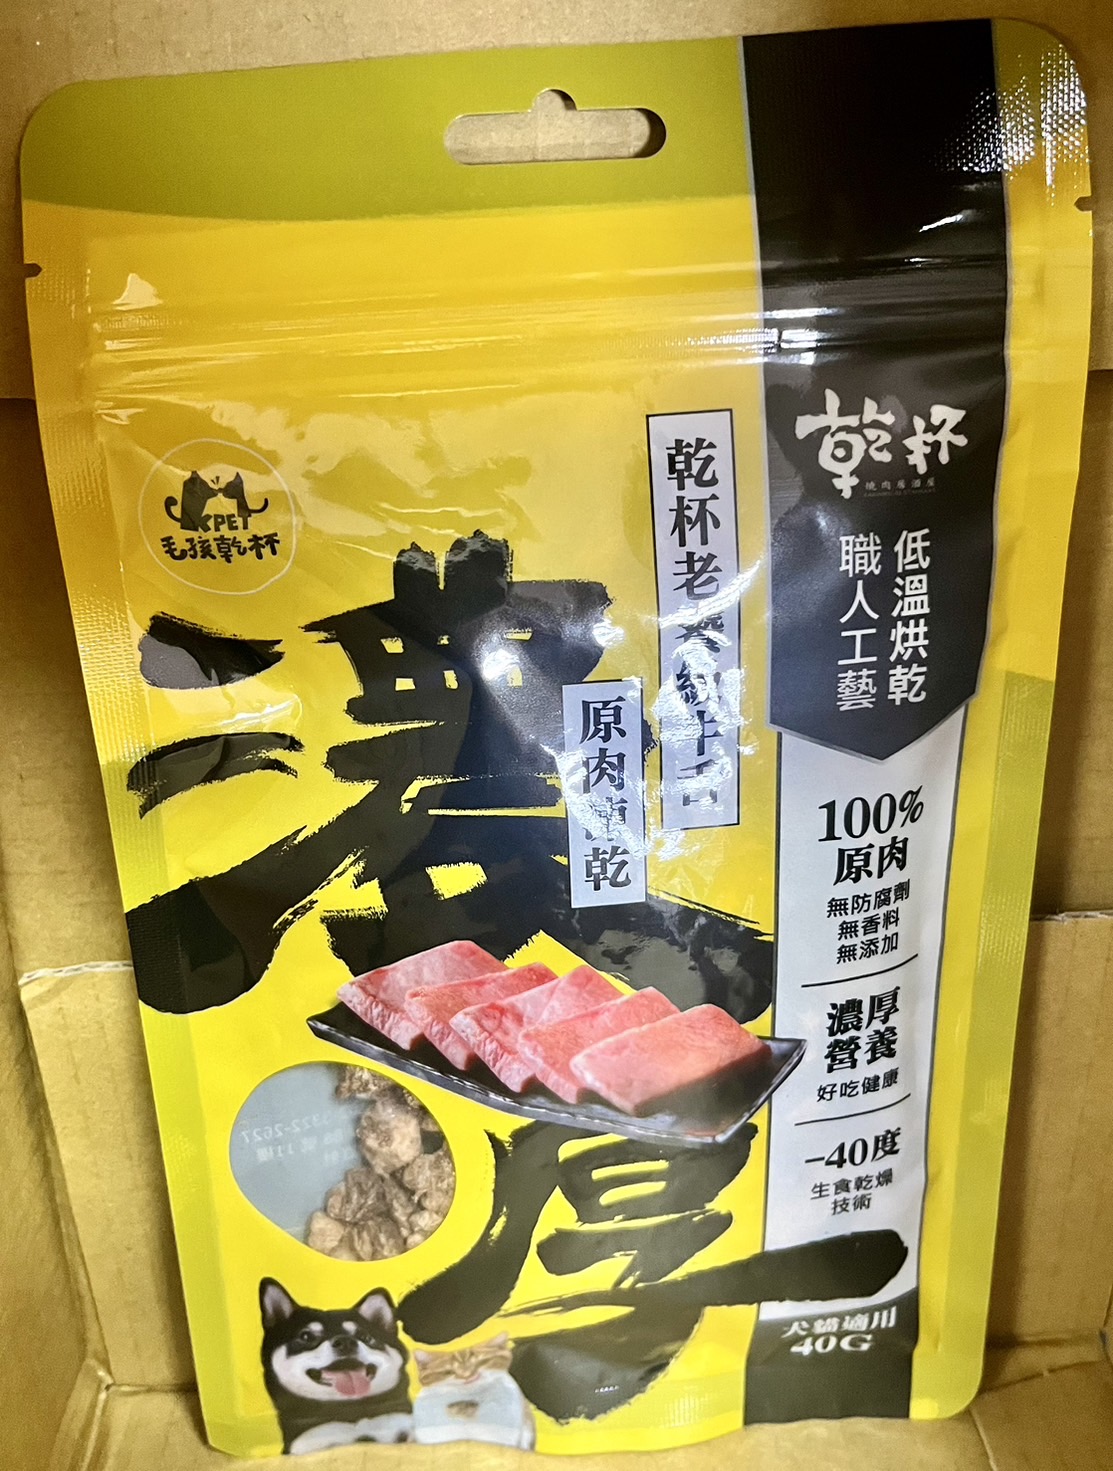 乾杯
燒肉居酒屋
職人工藝
低溫烘乾
KPET
毛孩乾杯
乾杯老饕級牛舌
原肉凍乾
濃厚
100%
原肉
無防腐劑
無香料
無添加
濃厚
營養
好吃健康
-40度
生食乾燥
技術
犬貓適用
40G